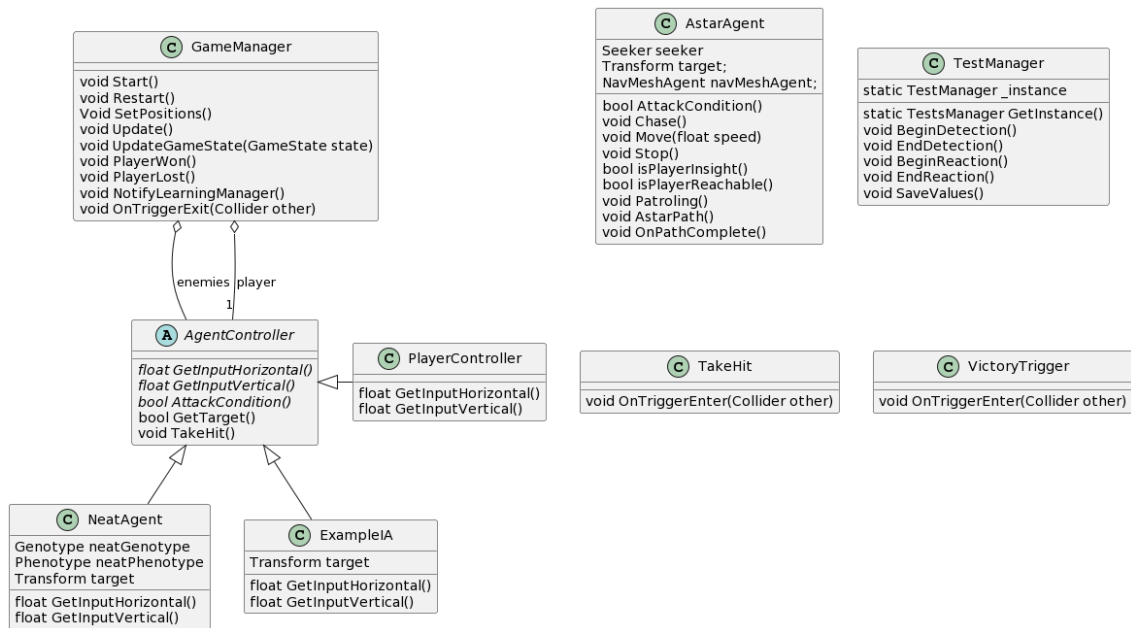 C GameManager
void Start()
void Restart()
Void SetPositions()
void Update()
void UpdateGameState(GameState state)
void PlayerWon()
void PlayerLost()
void NotifyLearningManager()
void OnTriggerExit(Collider other)
C AstarAgent
Seeker seeker
Transform target;
NavMeshAgent navMeshAgent;
bool AttackCondition()
void Chase()
void Move(float speed)
void Stop()
bool isPlayerInsight()
bool isPlayerReachable()
void Patroling()
void AstarPath()
void OnPathComplete()
C TestManager
static TestManager _instance
static TestsManager GetInstance()
void BeginDetection()
void EndDetection()
void BeginReaction()
void EndReaction()
void SaveValues()
enemies
player
1
A AgentController
float GetInputHorizontal()
float GetInputVertical()
bool AttackCondition()
bool GetTarget()
void TakeHit()
C PlayerController
float GetInputHorizontal()
float GetInputVertical()
C TakeHit
void OnTriggerEnter(Collider other)
C VictoryTrigger
void OnTriggerEnter(Collider other)
C NeatAgent
Genotype neatGenotype
Phenotype neatPhenotype
Transform target
float GetInputHorizontal()
float GetInputVertical()
C ExampleIA
Transform target
float GetInputHorizontal()
float GetInputVertical()